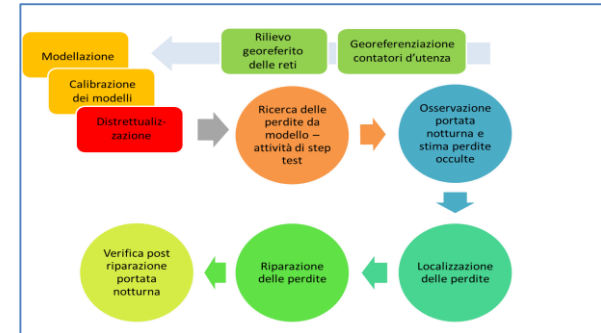 Modellazione
Calibrazione
dei modelli
Distrettualiz-
zazione
Rilievo
georeferito
delle reti
Georeferenziazione
contatori d'utenza
Ricerca delle
perdite da
modello –
attività di step
test
Osservazione
portata
notturna e
stima perdite
occulte
Localizzazione
delle perdite
Riparazione
delle perdite
Verifica post
riparazione
portata
notturna